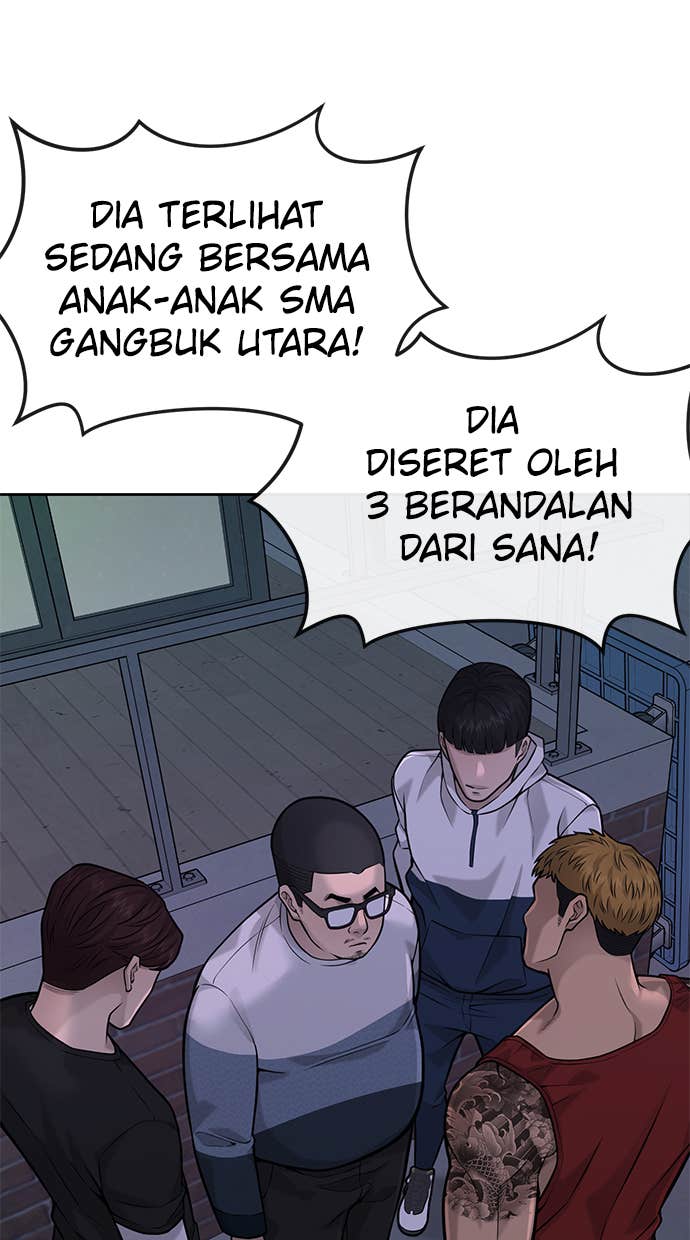 DIA TERLIHAT
SEDANG BERSAMA
ANAK-ANAK SMA
GANGBUK UTARA!
DIA
DISERET OLEH
3 BERANDALAN
DARI SANA!